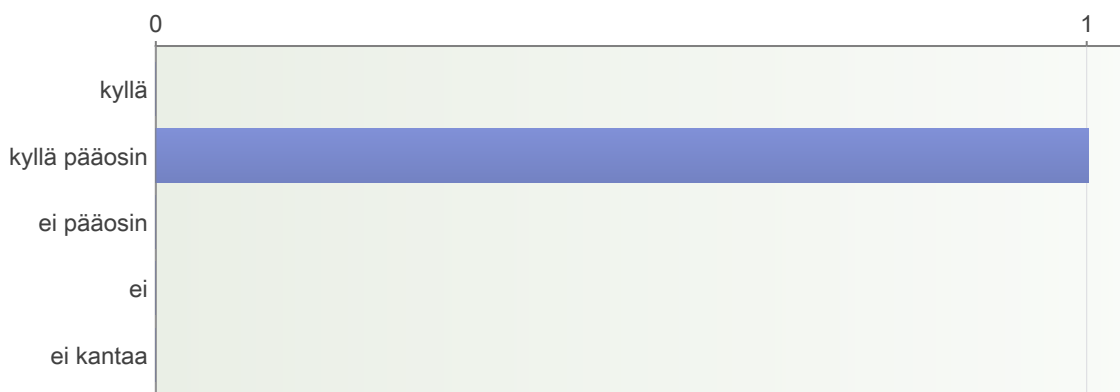 0 1
kyllä
kyllä pääosin
ei pääosin
ei
ei kantaa